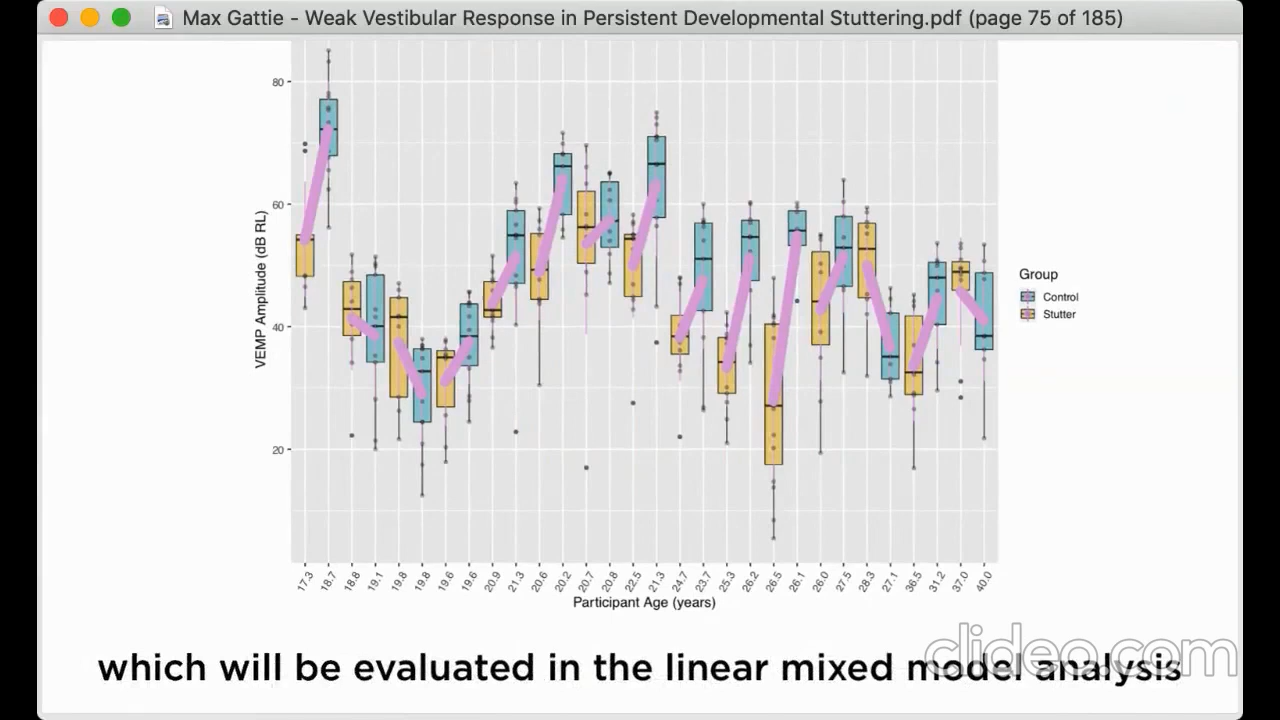 Max Gattie - Weak Vestibular Response in Persistent Developmental Stuttering.pdf (page 75 of 185)
80
60
40
20
VEMP Amplitude (dB RL)
17.3 18.7 18.8 19.1 19.8 19.8 19.6 19.6 20.9 21.3 20.6 20.2 20.7 20.8 22.5 21.3 24.7 23.7 25.3 26.2 26.5 26.1 26.0 27.5 28.3 27.1 36.5 31.2 37.0 40.0
Participant Age (years)
Group
Control
Stutter
which will be evaluated in the linear mixed model analysis
clideo.com